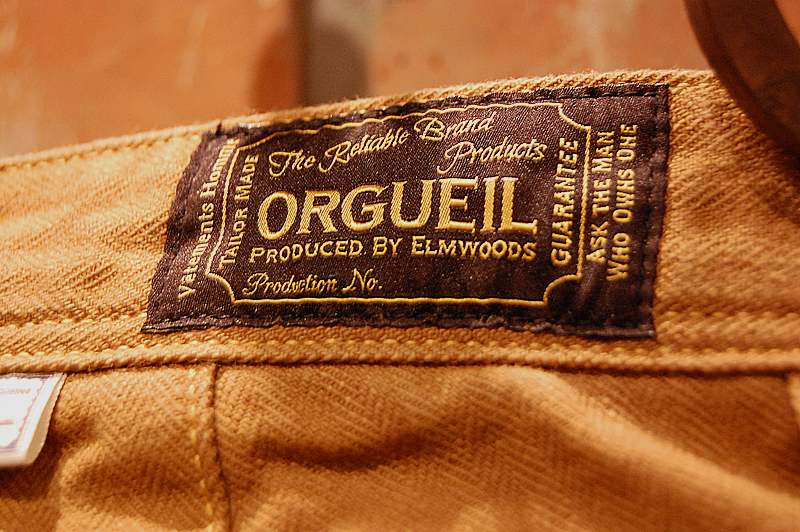 Vêtements Homme
TAILOR MADE
The Reliable Brand
Products
ORGUEIL
PRODUCED BY ELMWOODS
Production No.
GUARANTEE
ASK THE MAN
WHO OWNS ONE